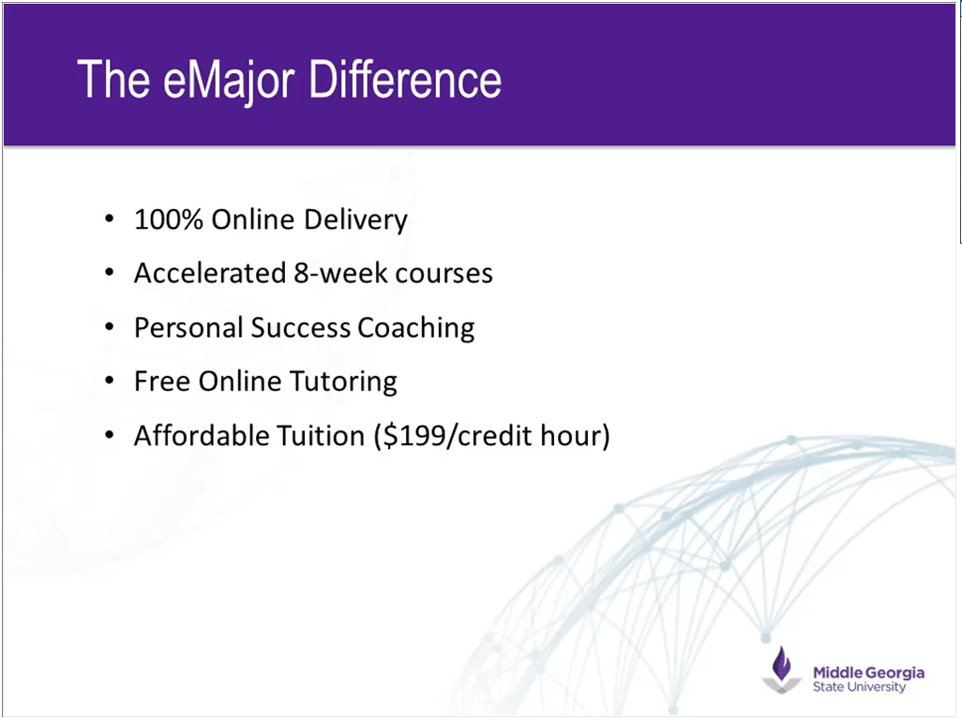 The eMajor Difference
• 100% Online Delivery
• Accelerated 8-week courses
• Personal Success Coaching
• Free Online Tutoring
• Affordable Tuition ($199/credit hour)
Middle Georgia
State University